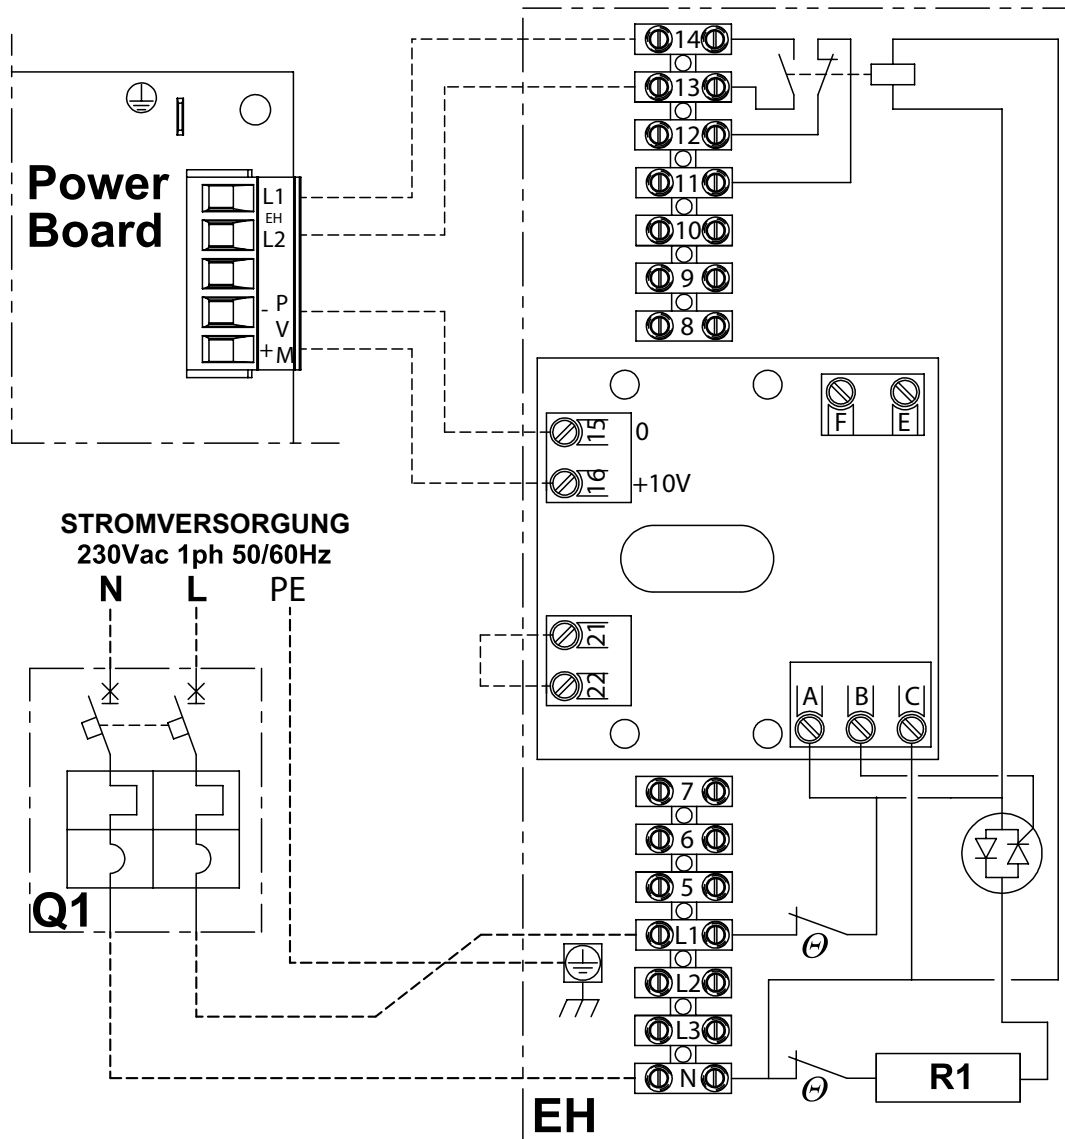 Power
Board
L1
EH
L2
- P
V
+ M
14
13
12
11
10
9
8
F E
15 0
16 +10V
21
22
A B C
STROMVERSORGUNG
230Vac 1ph 50/60Hz
N L PE
Q1
7
6
5
L1 Θ
L2
L3
N Θ R1
EH